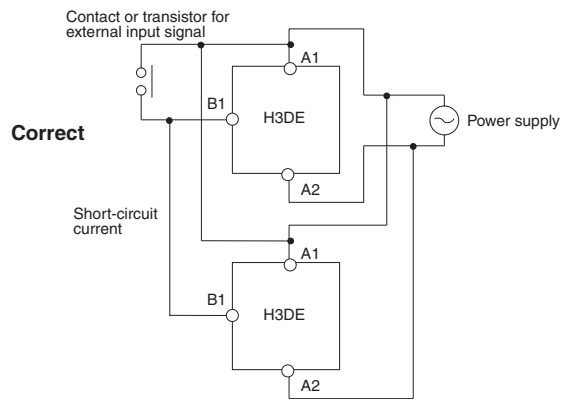 Contact or transistor for
external input signal
A1
B1
H3DE
Correct
Power supply
A2
Short-circuit
current
A1
B1
H3DE
A2